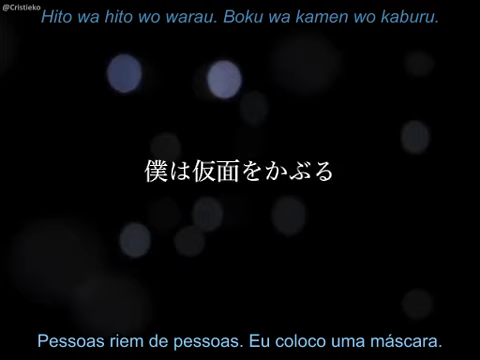 @Cristieko
Hito wa hito wo warau. Boku wa kamen wo kaburu.
僕は仮面をかぶる
Pessoas riem de pessoas. Eu coloco uma máscara.